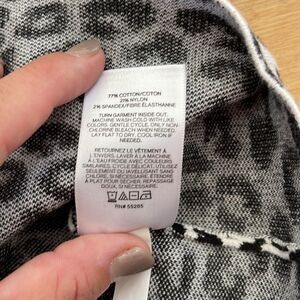 77% COTTON/COTON
21% NYLON
2% SPANDEX/FIBRE ÉLASTHANNE
TURN GARMENT INSIDE OUT,
MACHINE WASH COLD WITH LIKE
COLORS. GENTLE CYCLE, ONLY NON-
CHLORINE BLEACH WHEN NEEDED.
LAY FLAT TO DRY, COOL IRON IF
NEEDED.
RETOURNEZ LE VÊTEMENT À
L'ENVERS. LAVER À LA MACHINE
À L'EAU FROIDE AVEC COULEURS
SIMILAIRES. CYCLE DÉLICAT, UTILISEZ
SEULEMENT DU JAVELLISANT SANS
CHLORE SI NÉCESSAIRE. ÉTENDRE
À PLAT POUR SÉCHER. REPASSAGE
DOUX, SI NÉCESSAIRE.
RN# 55285